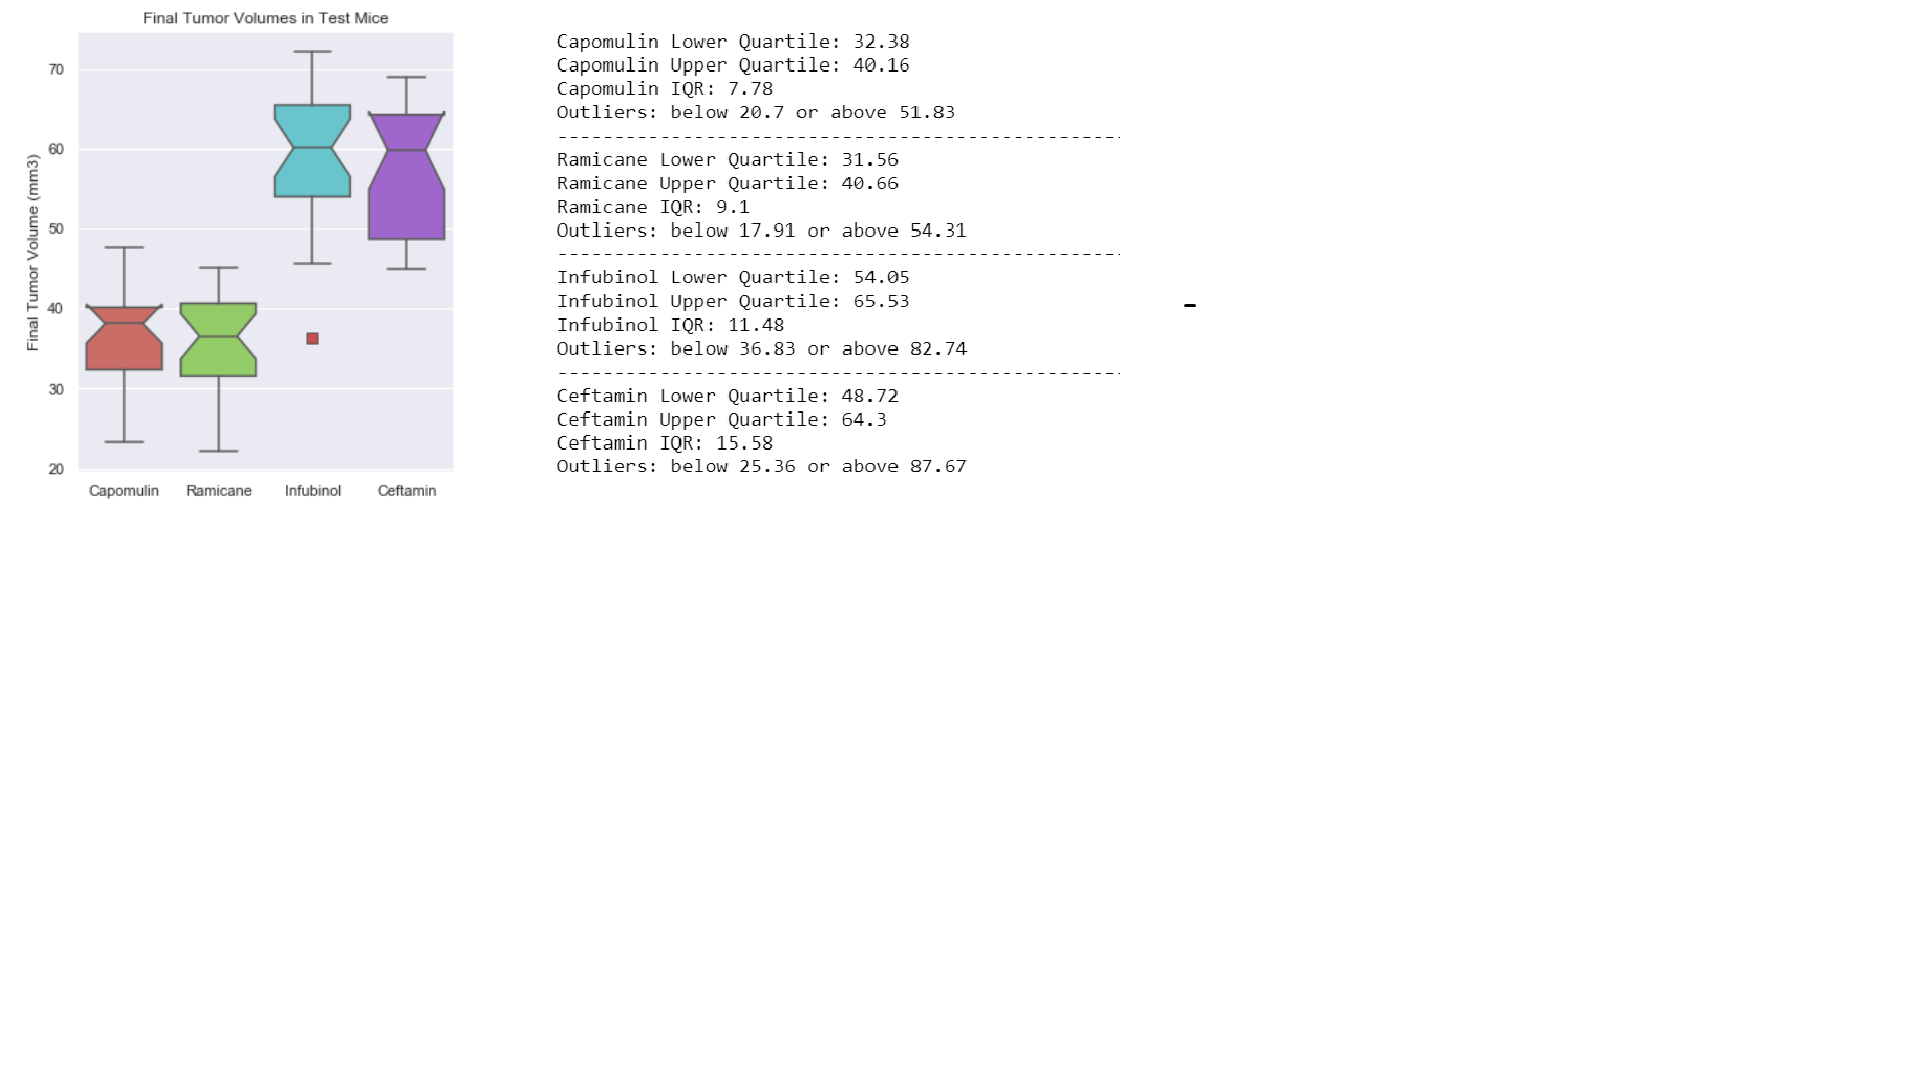 Final Tumor Volumes in Test Mice
Final Tumor Volume (mm3)
70
60
50
40
30
20
Capomulin Ramicane Infubinol Ceftamin
Capomulin Lower Quartile: 32.38
Capomulin Upper Quartile: 40.16
Capomulin IQR: 7.78
Outliers: below 20.7 or above 51.83
-------------------------------------------------
Ramicane Lower Quartile: 31.56
Ramicane Upper Quartile: 40.66
Ramicane IQR: 9.1
Outliers: below 17.91 or above 54.31
-------------------------------------------------
Infubinol Lower Quartile: 54.05
Infubinol Upper Quartile: 65.53
Infubinol IQR: 11.48
Outliers: below 36.83 or above 82.74
-------------------------------------------------
Ceftamin Lower Quartile: 48.72
Ceftamin Upper Quartile: 64.3
Ceftamin IQR: 15.58
Outliers: below 25.36 or above 87.67